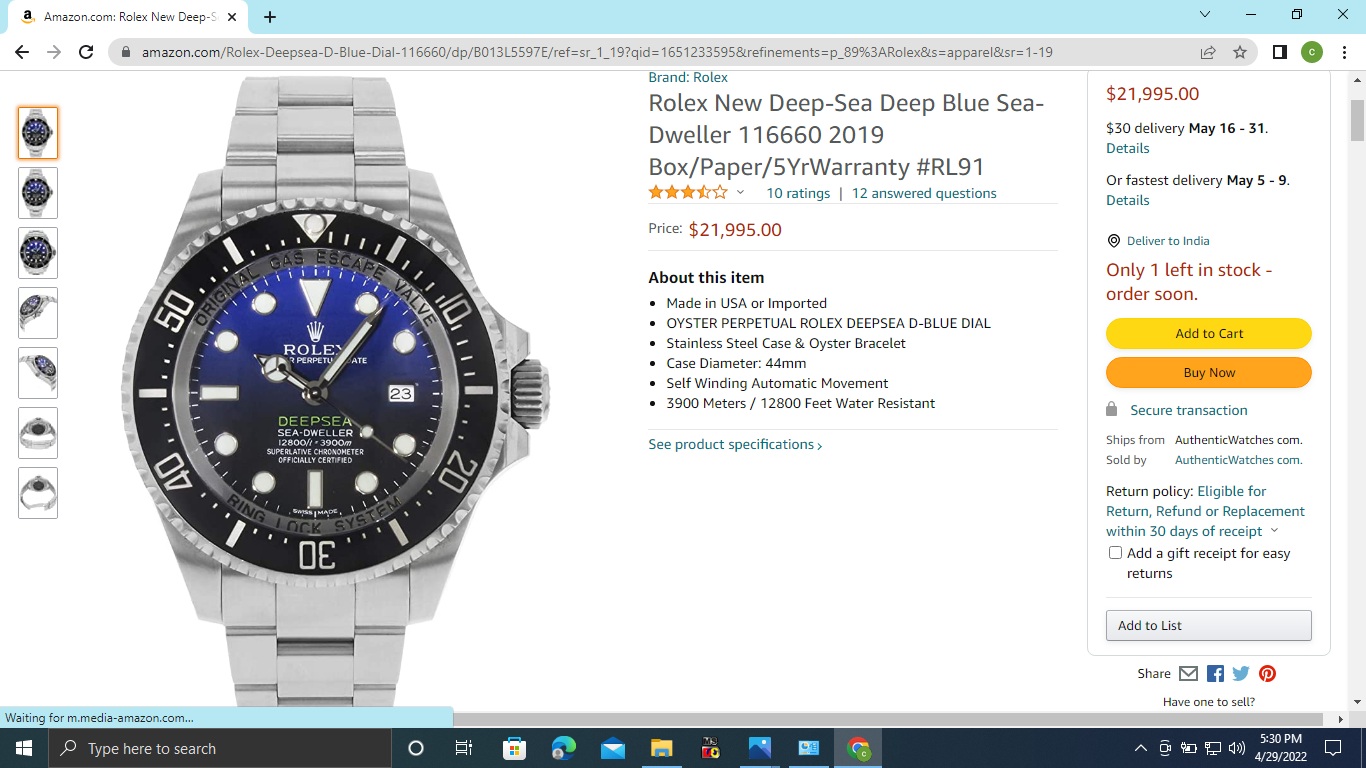 Amazon.com: Rolex New Deep-S
amazon.com/Rolex-Deepsea-D-Blue-Dial-116660/dp/B013L5597E/ref=sr_1_19?qid=1651233595&refinements=p_89%3ARolex&s=apparel&sr=1-19
C
Brand: Rolex
Rolex New Deep-Sea Deep Blue Sea-
Dweller 116660 2019
Box/Paper/5YrWarranty #RL91
10 ratings | 12 answered questions
Price: $21,995.00
About this item
• Made in USA or Imported
• OYSTER PERPETUAL ROLEX DEEPSEA D-BLUE DIAL
• Stainless Steel Case & Oyster Bracelet
• Case Diameter: 44mm
• Self Winding Automatic Movement
• 3900 Meters / 12800 Feet Water Resistant
See product specifications ›
ORIGINAL GAS ESCAPE VALVE
50
10
ROLEX
PERPETUAL
23
DEEPSEA
SEA-DWELLER
12800ft = 3900m
SUPERLATIVE CHRONOMETER
OFFICIALLY CERTIFIED
40
20
SWISS MADE
RING LOCK SYSTEM
30
$21,995.00
$30 delivery May 16 - 31.
Details
Or fastest delivery May 5 - 9.
Details
Deliver to India
Only 1 left in stock -
order soon.
Add to Cart
Buy Now
Secure transaction
Ships from AuthenticWatches com.
Sold by AuthenticWatches com.
Return policy: Eligible for
Return, Refund or Replacement
within 30 days of receipt
Add a gift receipt for easy
returns
Add to List
Share
Have one to sell?
Waiting for m.media-amazon.com...
Type here to search
5:30 PM
4/29/2022